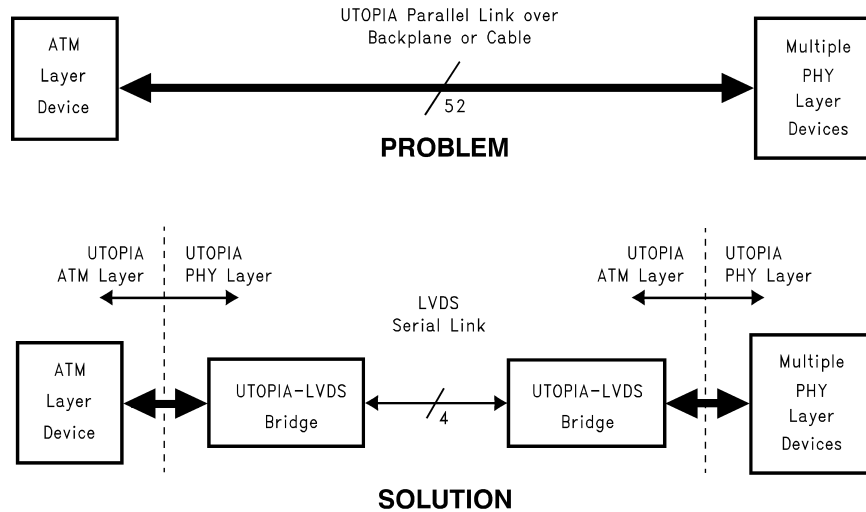 UTOPIA Parallel Link over
Backplane or Cable
ATM
Layer
Device
52
Multiple
PHY
Layer
Devices
PROBLEM
UTOPIA
ATM Layer
UTOPIA
PHY Layer
UTOPIA
ATM Layer
UTOPIA
PHY Layer
LVDS
Serial Link
ATM
Layer
Device
UTOPIA-LVDS
Bridge
4
UTOPIA-LVDS
Bridge
Multiple
PHY
Layer
Devices
SOLUTION